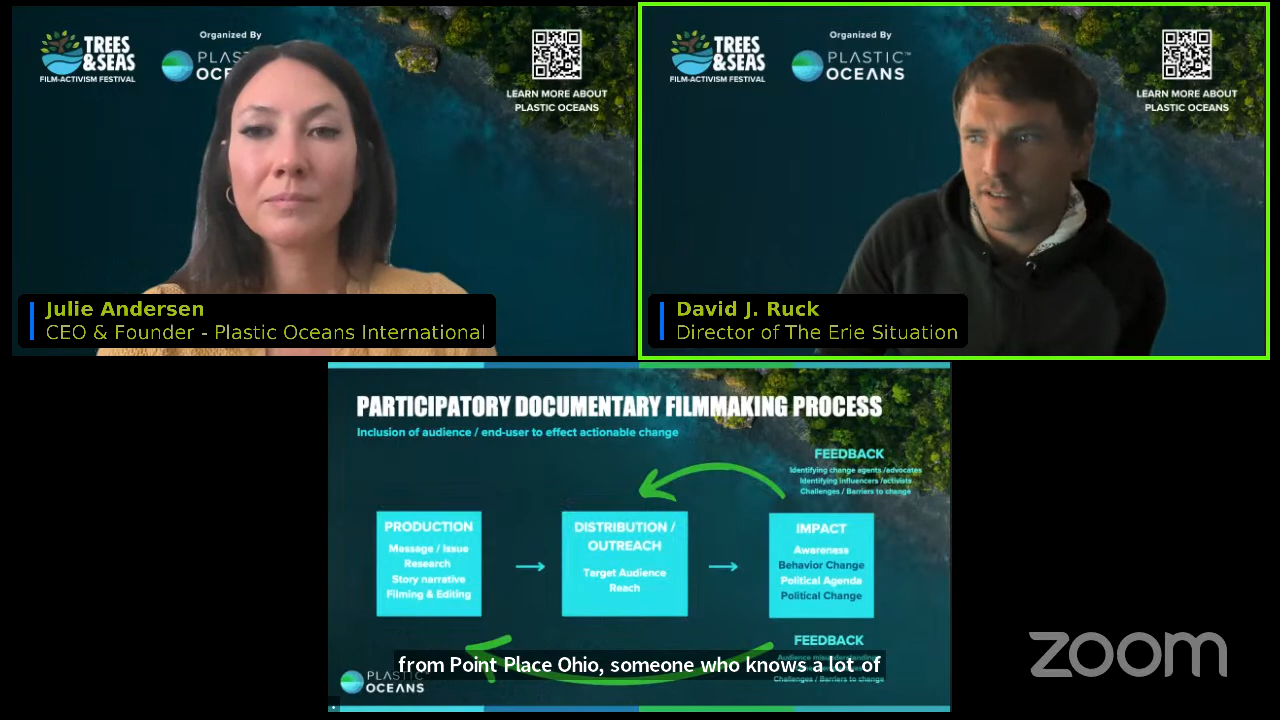 TREES
&SEAS
FILM-ACTIVISM FESTIVAL
Organized By
PLAS
OCE
LEARN MORE ABOUT
PLASTIC OCEANS
Julie Andersen
CEO & Founder - Plastic Oceans International
TREES
&SEAS
FILM-ACTIVISM FESTIVAL
Organized By
PLASTIC™
OCEANS
LEARN MORE ABOUT
PLASTIC OCEANS
David J. Ruck
Director of The Erie Situation
PARTICIPATORY DOCUMENTARY FILMMAKING PROCESS
Inclusion of audience / end-user to effect actionable change
FEEDBACK
Identifying change agents /advocates
Identifying Influencers /activists
Challenges / Barriers to change
PRODUCTION
Message / Issue
Research
Story narrative
Filming & Editing
DISTRIBUTION /
OUTREACH
Target Audience
Reach
IMPACT
Awareness
Behavior Change
Political Agenda
Political Change
FEEDBACK
Challenges / Barriers to change
from Point Place Ohio, someone who knows a lot of
PLASTIC
OCEANS
zoom